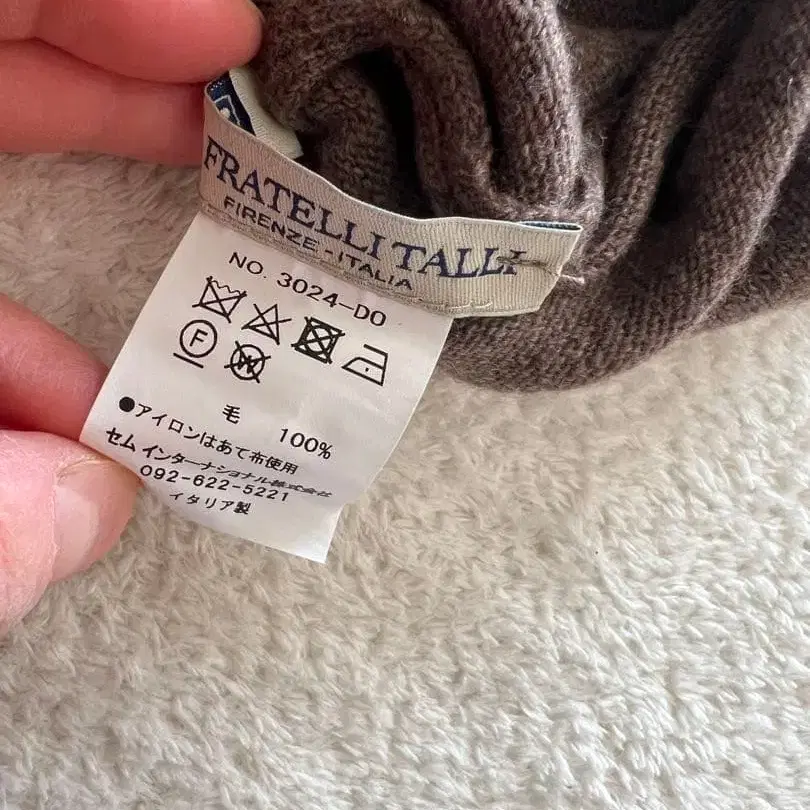 FRATELLI TALLI
FIRENZE - ITALIA
NO. 3024-DO
F W
毛 100%
●アイロンはあて布使用
セム インターナショナル株式会社
092-622-5221
イタリア製